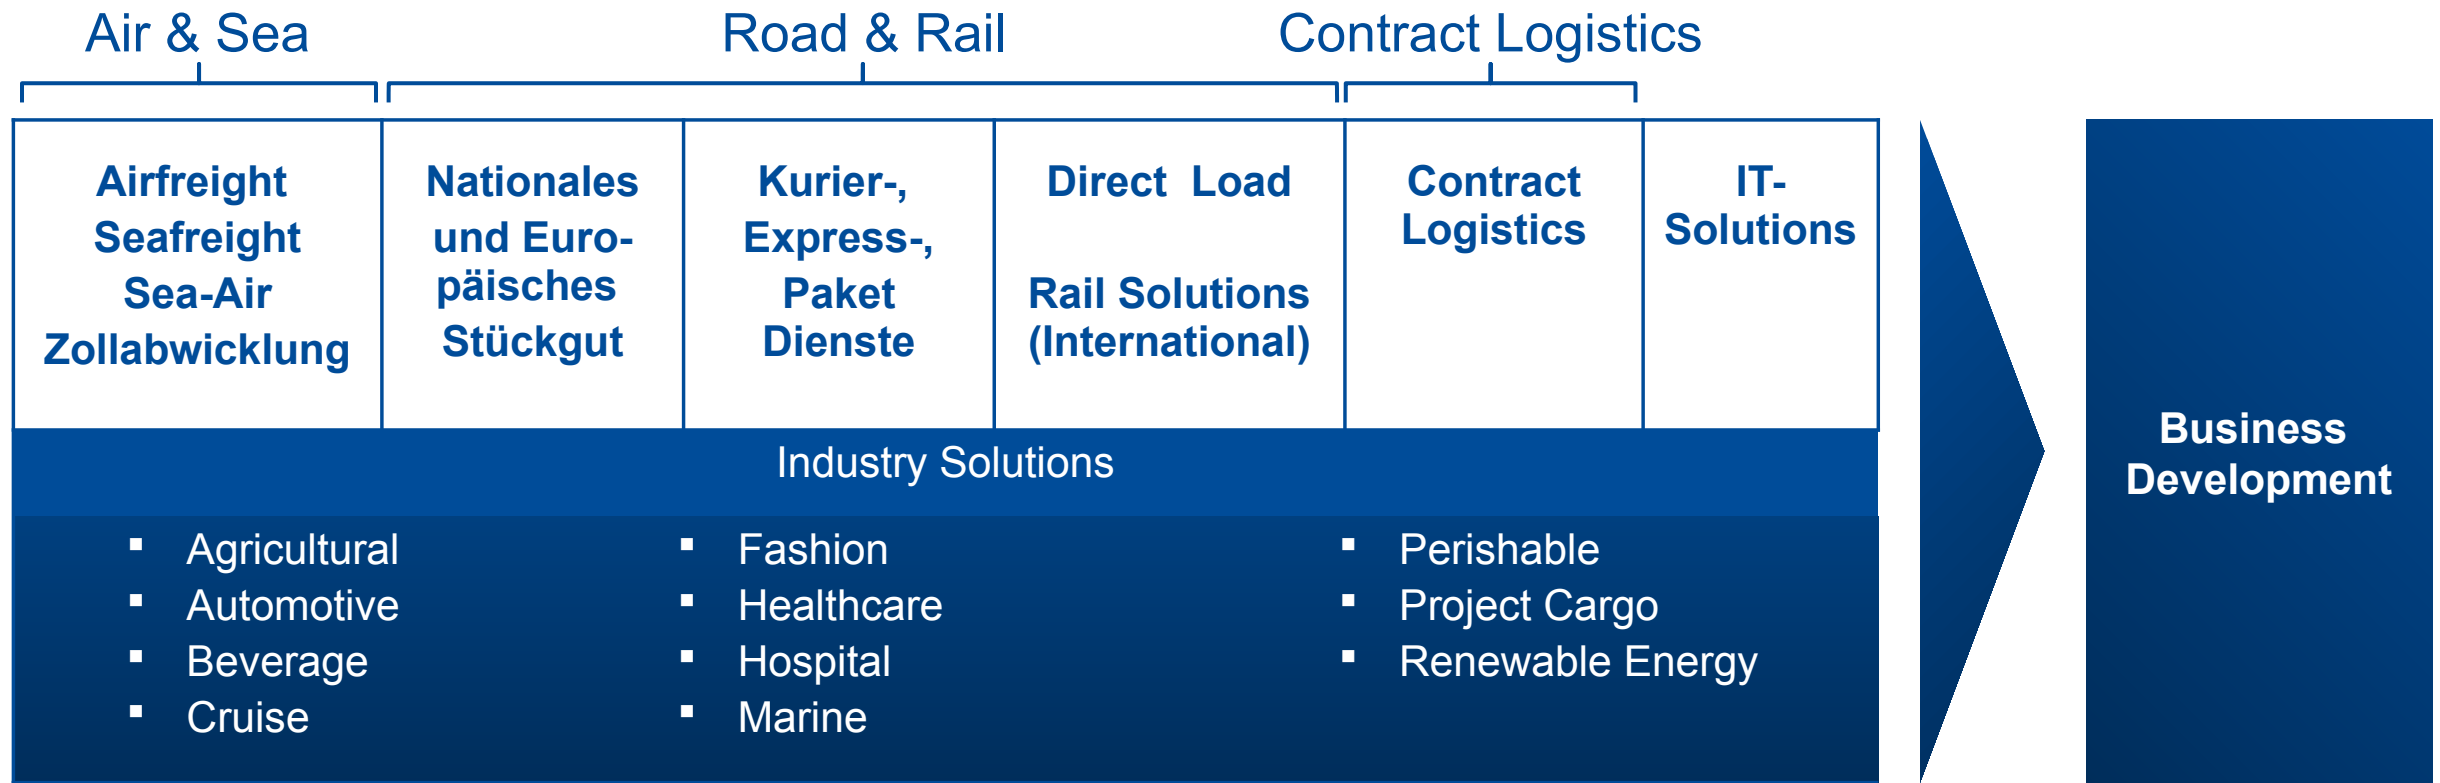 Air & Sea
Road & Rail
Contract Logistics
Airfreight
Seafreight
Sea-Air
Zollabwicklung
Nationales
und Euro-
päisches
Stückgut
Kurier-,
Express-,
Paket
Dienste
Direct Load
Rail Solutions
(International)
Contract
Logistics
IT-
Solutions
Industry Solutions
▪ Agricultural
▪ Automotive
▪ Beverage
▪ Cruise
▪ Fashion
▪ Healthcare
▪ Hospital
▪ Marine
▪ Perishable
▪ Project Cargo
▪ Renewable Energy
Business
Development